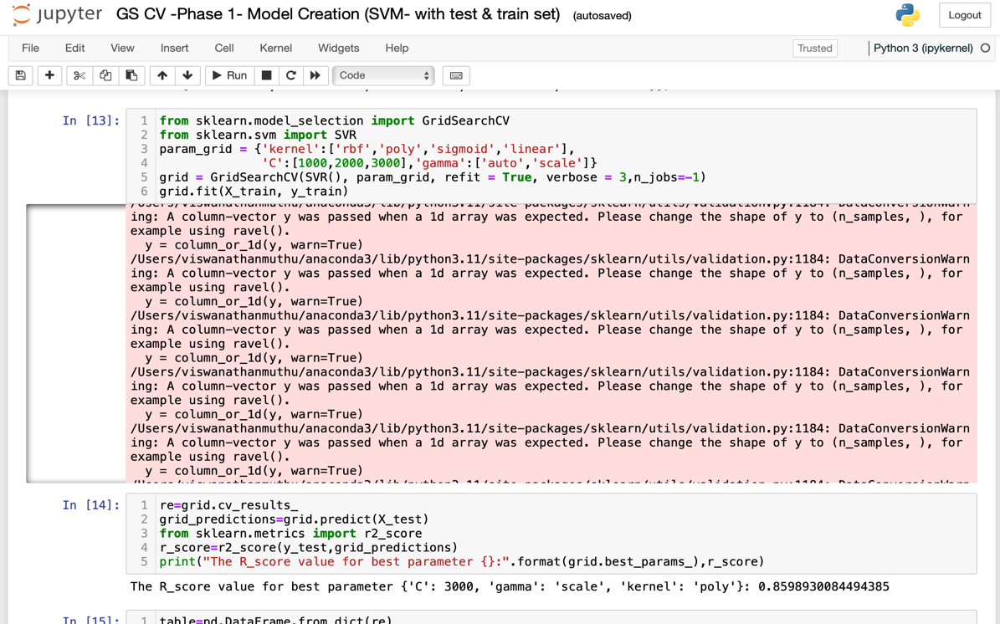 jupyter GS CV -Phase 1- Model Creation (SVM- with test & train set) (autosaved)
Logout
File Edit View Insert Cell Kernel Widgets Help
Trusted
Python 3 (ipykernel)
Run
Code
In [13]:
1 from sklearn.model_selection import GridSearchCV
2 from sklearn.svm import SVR
3 param_grid = {'kernel':['rbf','poly','sigmoid','linear'],
4 'C':[1000,2000,3000],'gamma':['auto','scale']}
5 grid = GridSearchCV(SVR(), param_grid, refit = True, verbose = 3,n_jobs=-1)
6 grid.fit(X_train, y_train)
/Users/viswanathanmuthu/anaconda3/lib/python3.11/site-packages/sklearn/utils/validation.py:1184: DataConversionWarn
ing: A column-vector y was passed when a 1d array was expected. Please change the shape of y to (n_samples, ), for
example using ravel().
y = column_or_1d(y, warn=True)
/Users/viswanathanmuthu/anaconda3/lib/python3.11/site-packages/sklearn/utils/validation.py:1184: DataConversionWarn
ing: A column-vector y was passed when a 1d array was expected. Please change the shape of y to (n_samples, ), for
example using ravel().
y = column_or_1d(y, warn=True)
/Users/viswanathanmuthu/anaconda3/lib/python3.11/site-packages/sklearn/utils/validation.py:1184: DataConversionWarn
ing: A column-vector y was passed when a 1d array was expected. Please change the shape of y to (n_samples, ), for
example using ravel().
y = column_or_1d(y, warn=True)
/Users/viswanathanmuthu/anaconda3/lib/python3.11/site-packages/sklearn/utils/validation.py:1184: DataConversionWarn
ing: A column-vector y was passed when a 1d array was expected. Please change the shape of y to (n_samples, ), for
example using ravel().
y = column_or_1d(y, warn=True)
/Users/viswanathanmuthu/anaconda3/lib/python3.11/site-packages/sklearn/utils/validation.py:1184: DataConversionWarn
ing: A column-vector y was passed when a 1d array was expected. Please change the shape of y to (n_samples, ), for
example using ravel().
y = column_or_1d(y, warn=True)
In [14]:
1 re=grid.cv_results_
2 grid_predictions=grid.predict(X_test)
3 from sklearn.metrics import r2_score
4 r_score=r2_score(y_test,grid_predictions)
5 print("The R_score value for best parameter {}:".format(grid.best_params_),r_score)
The R_score value for best parameter {'C': 3000, 'gamma': 'scale', 'kernel': 'poly'}: 0.8598930084494385
In [15]:
1 table=pd.DataFrame.from_dict(re)